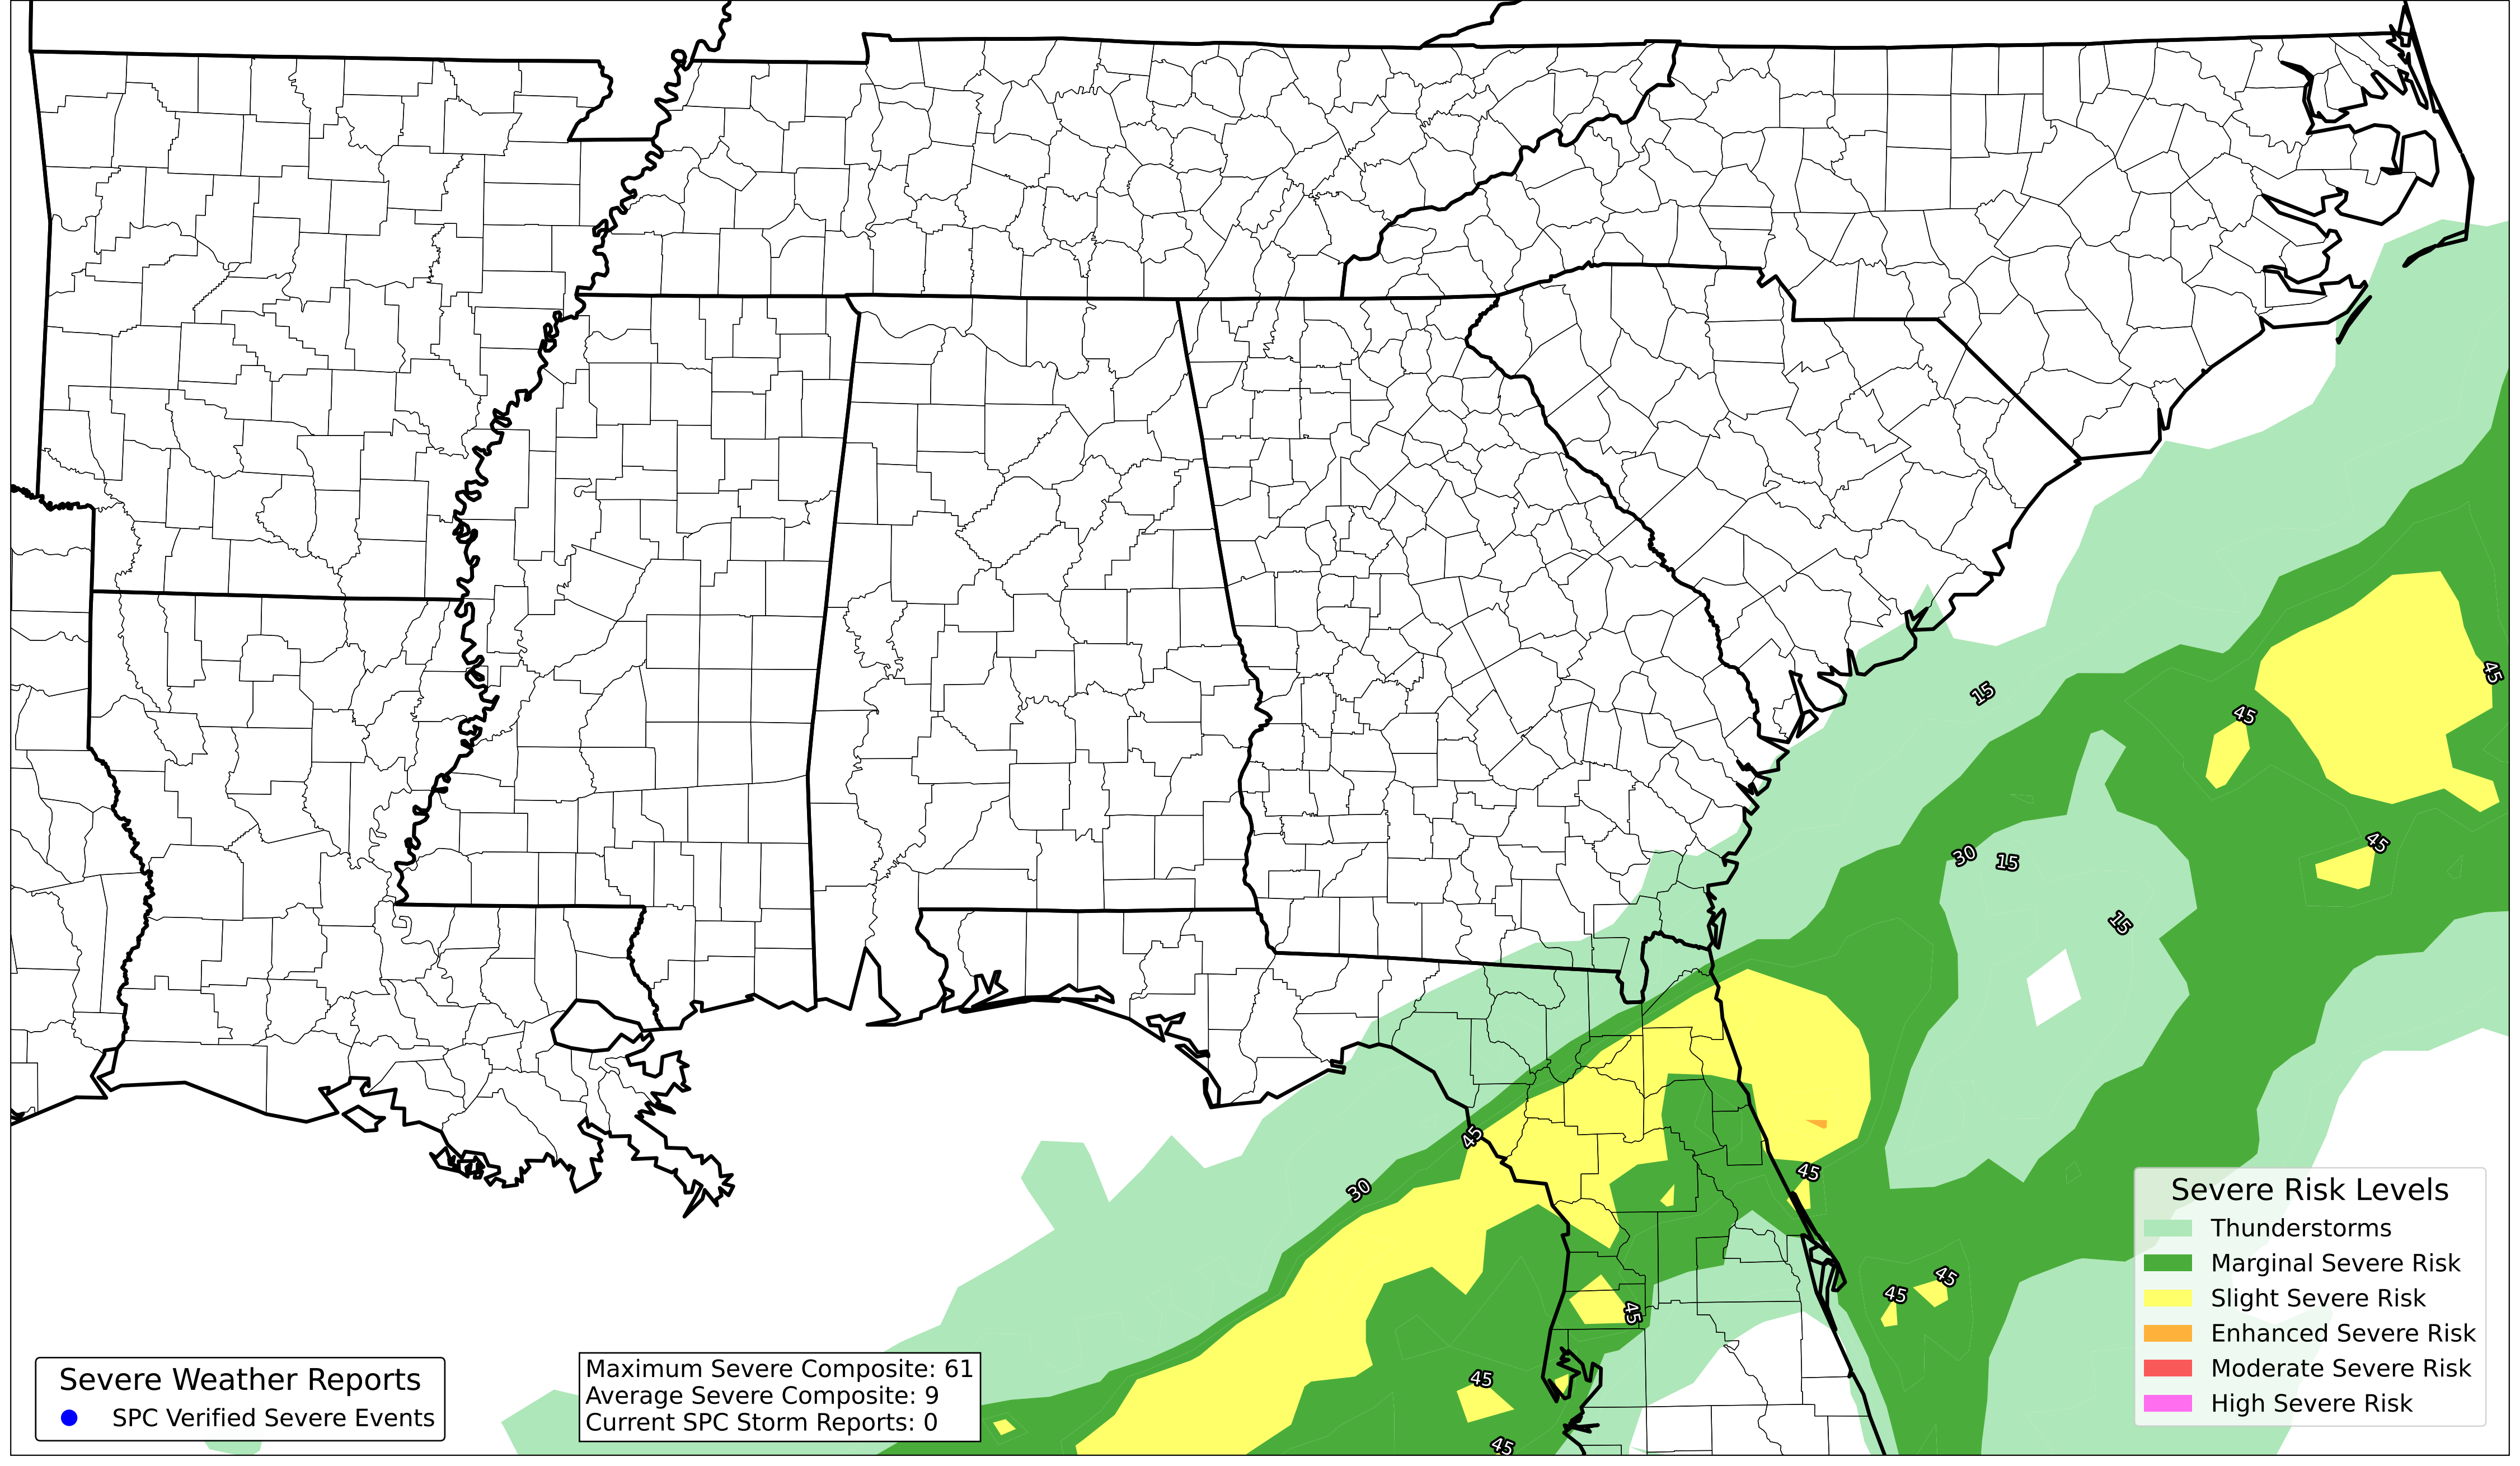 45
15
45
30
15
45
15
45
30
45
45
45
45
45
45
Severe Risk Levels
Thunderstorms
Marginal Severe Risk
Slight Severe Risk
Enhanced Severe Risk
Moderate Severe Risk
High Severe Risk
Severe Weather Reports
SPC Verified Severe Events
Maximum Severe Composite: 61
Average Severe Composite: 9
Current SPC Storm Reports: 0